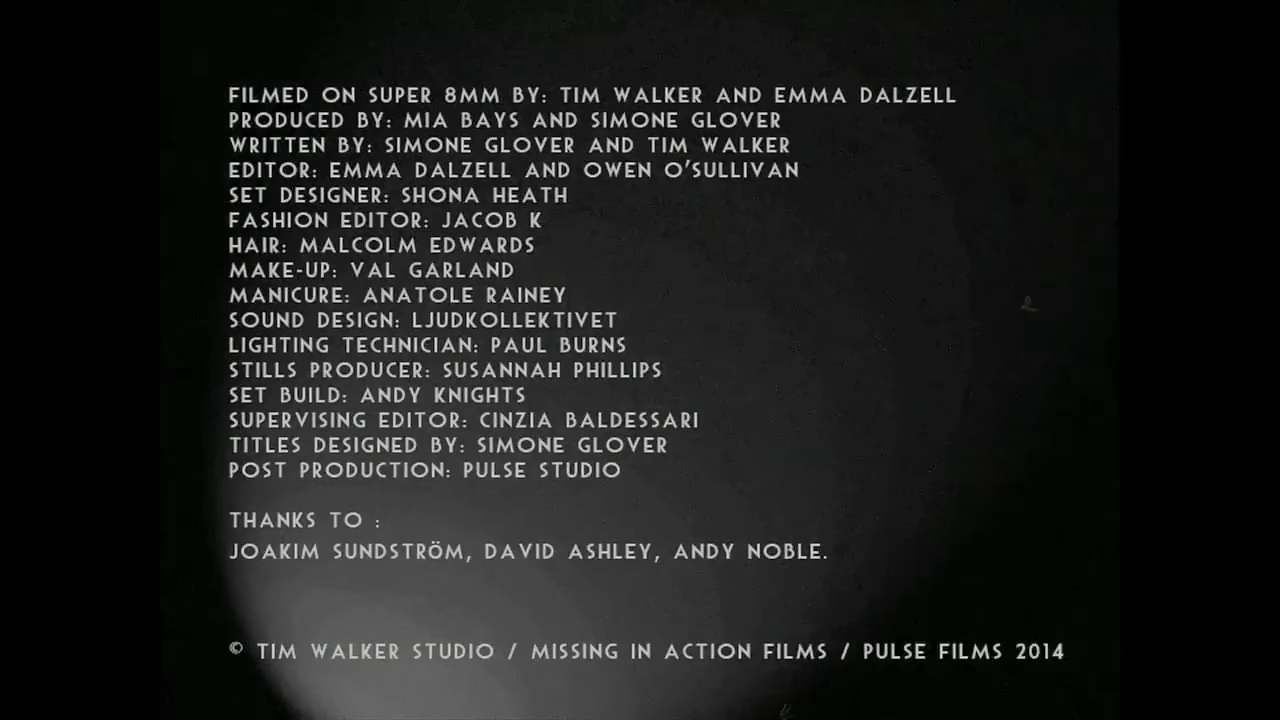 FILMED ON SUPER 8MM BY: TIM WALKER AND EMMA DALZELL
PRODUCED BY: MIA BAYS AND SIMONE GLOVER
WRITTEN BY: SIMONE GLOVER AND TIM WALKER
EDITOR: EMMA DALZELL AND OWEN O'SULLIVAN
SET DESIGNER: SHONA HEATH
FASHION EDITOR: JACOB K
HAIR: MALCOLM EDWARDS
MAKE-UP: VAL GARLAND
MANICURE: ANATOLE RAINEY
SOUND DESIGN: LJUDKOLLEKTIVET
LIGHTING TECHNICIAN: PAUL BURNS
STILLS PRODUCER: SUSANNAH PHILLIPS
SET BUILD: ANDY KNIGHTS
SUPERVISING EDITOR: CINZIA BALDESSARI
TITLES DESIGNED BY: SIMONE GLOVER
POST PRODUCTION: PULSE STUDIO
THANKS TO :
JOAKIM SUNDSTRÖM, DAVID ASHLEY, ANDY NOBLE.
© TIM WALKER STUDIO / MISSING IN ACTION FILMS / PULSE FILMS 2014